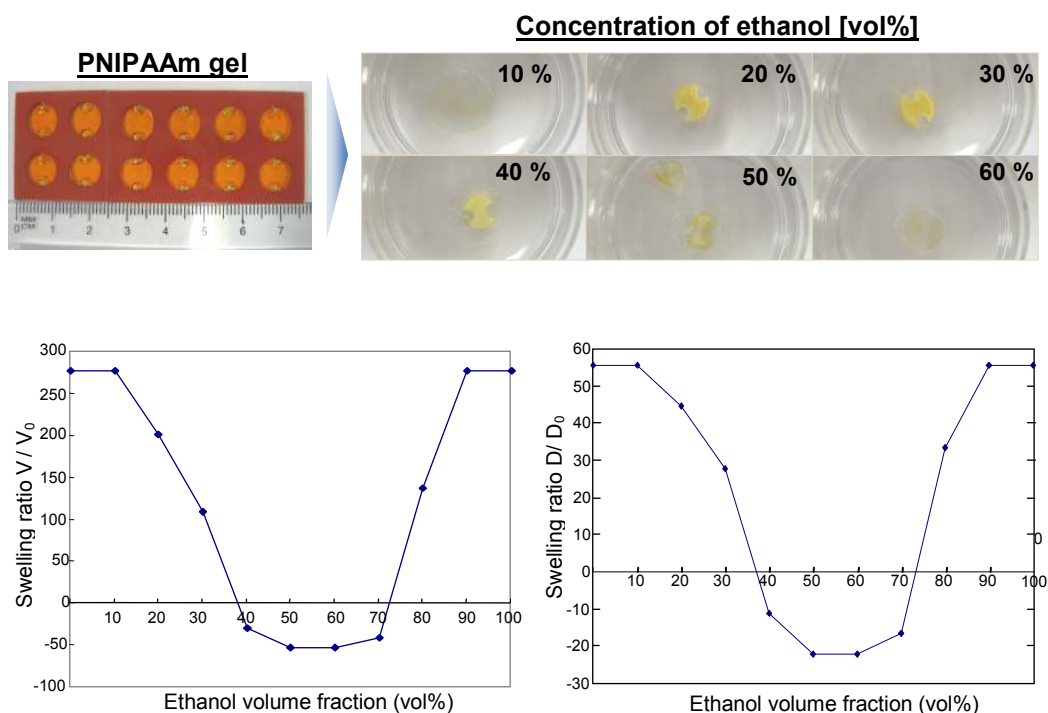 Concentration of ethanol [vol%]
PNIPAAm gel
10 %
20 %
30 %
40 %
50 %
60 %
0 1 2 3 4 5 6 7
MM
CM
300
250
200
150
100
50
0
-50
-100
10 20 30 40 50 60 70 80 90 100
Swelling ratio V / V0
Ethanol volume fraction (vol%)
60
50
40
30
20
10
0
-10
-20
-30
10 20 30 40 50 60 70 80 90 100
0
Swelling ratio D/ D0
Ethanol volume fraction (vol%)